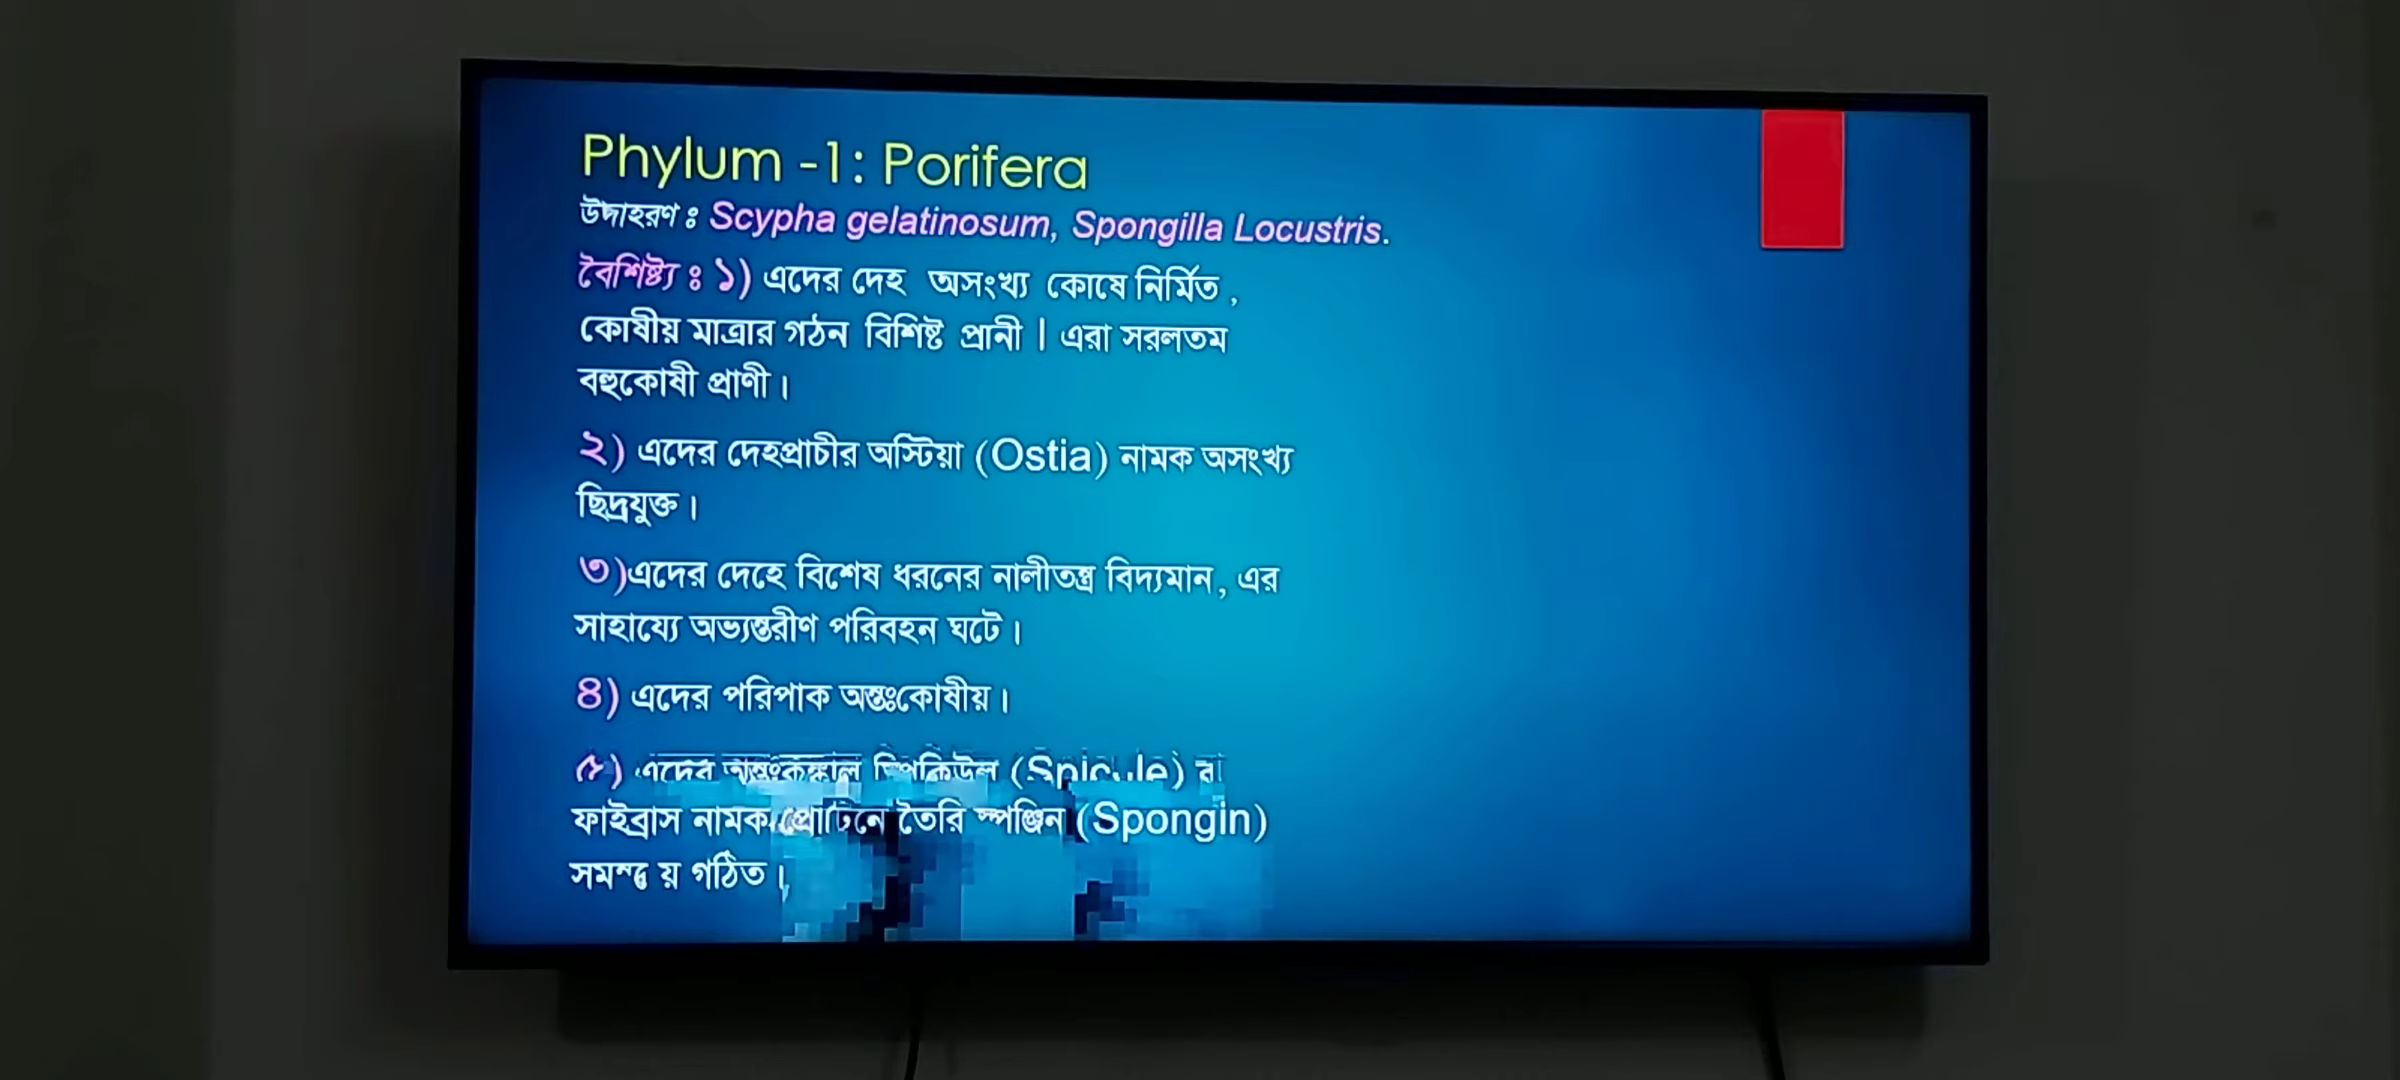 Phylum -1: Porifera
উদাহরণ ঃ Scypha gelatinosum, Spongilla Locustris.
বৈশিষ্ট্য ঃ ১) এদের দেহ অসংখ্য কোষে নির্মিত ,
কোষীয় মাত্রার গঠন বিশিষ্ট প্রানী | এরা সরলতম
বহুকোষী প্রাণী।
২) এদের দেহপ্রাচীর অস্টিয়া (Ostia) নামক অসংখ্য
ছিদ্রযুক্ত।
৩)এদের দেহে বিশেষ ধরনের নালীতন্ত্র বিদ্যমান, এর
সাহায্যে অভ্যন্তরীণ পরিবহন ঘটে।
৪) এদের পরিপাক অন্তঃকোষীয়।
৫) এদের অন্তঃকঙ্কাল স্পিকিউল (Spicule) বা
ফাইব্রাস নামক প্রোটিনে তৈরি স্পঞ্জিন (Spongin)
সমন্দ্ব য় গঠিত।